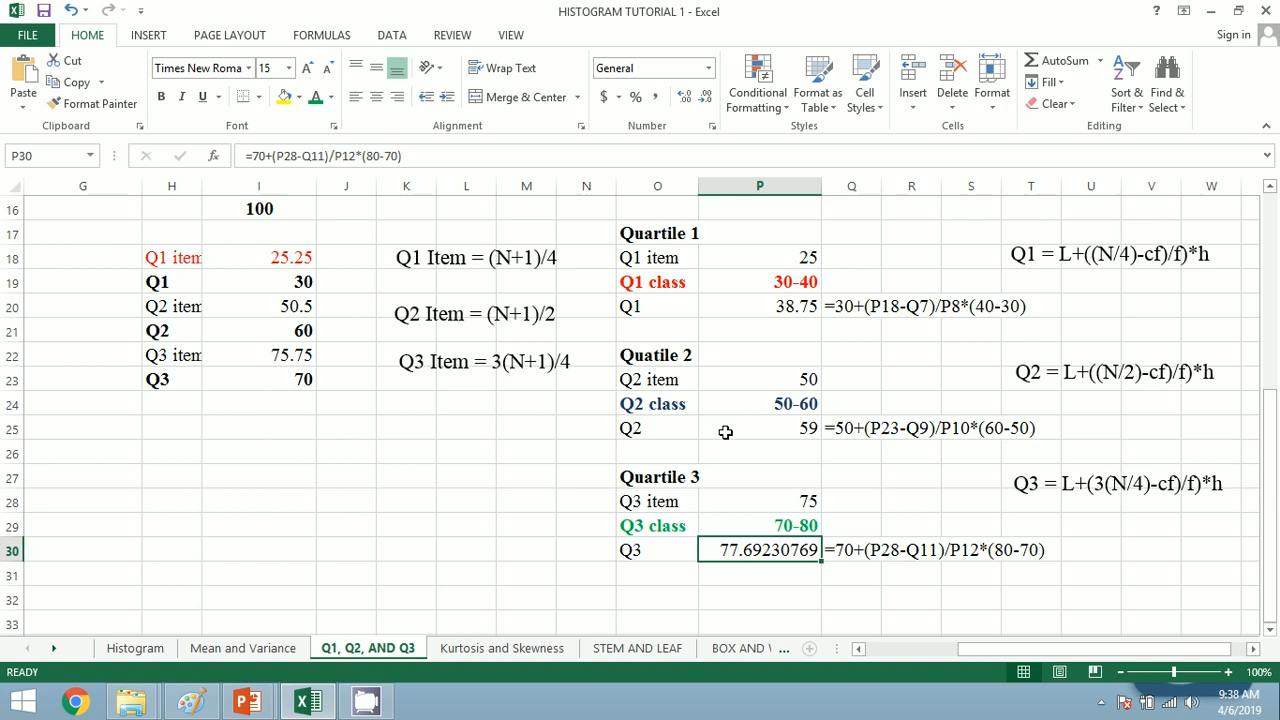 HISTOGRAM TUTORIAL 1 - Excel
FILE HOME INSERT PAGE LAYOUT FORMULAS DATA REVIEW VIEW Sign in
Cut
Copy
Format Painter
Paste
Clipboard
Times New Roma 15
B I U
Font
Wrap Text
Merge & Center
Alignment
General
$ % ,
Number
Conditional Formatting
Format as Table
Cell Styles
Styles
Insert Delete Format
Cells
AutoSum
Fill
Clear
Sort & Filter
Find & Select
Editing
P30 fx =70+(P28-Q11)/P12*(80-70)
G H I J K L M N O P Q R S T U V W
16 100
17 Quartile 1
18 Q1 item 25.25 Q1 Item = (N+1)/4 Q1 item 25 Q1 = L+((N/4)-cf)/f)*h
19 Q1 30 Q1 class 30-40
20 Q2 item 50.5 Q2 Item = (N+1)/2 Q1 38.75 =30+(P18-Q7)/P8*(40-30)
21 Q2 60
22 Q3 item 75.75 Q3 Item = 3(N+1)/4 Quatile 2
23 Q3 70 Q2 item 50 Q2 = L+((N/2)-cf)/f)*h
24 Q2 class 50-60
25 Q2 59 =50+(P23-Q9)/P10*(60-50)
26
27 Quartile 3 Q3 = L+(3(N/4)-cf)/f)*h
28 Q3 item 75
29 Q3 class 70-80
30 Q3 77.69230769 =70+(P28-Q11)/P12*(80-70)
31
32
33
Histogram Mean and Variance Q1, Q2, AND Q3 Kurtosis and Skewness STEM AND LEAF BOX AND ...
READY 100%
9:38 AM
4/6/2019